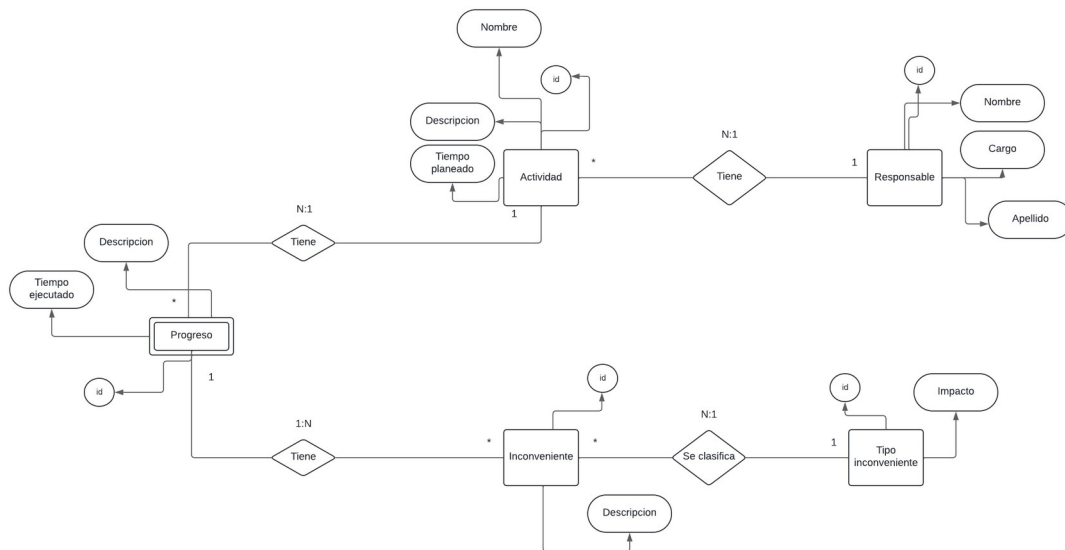 Nombre
id
id
Nombre
Descripcion
N:1
Cargo
Tiempo
planeado
*
1
Actividad
Tiene
Responsable
1
N:1
Apellido
Descripcion
Tiene
Tiempo
ejecutado
*
Progreso
1
id
id
id
Impacto
1:N
N:1
*
*
1
Tiene
Inconveniente
Se clasifica
Tipo
inconveniente
Descripcion